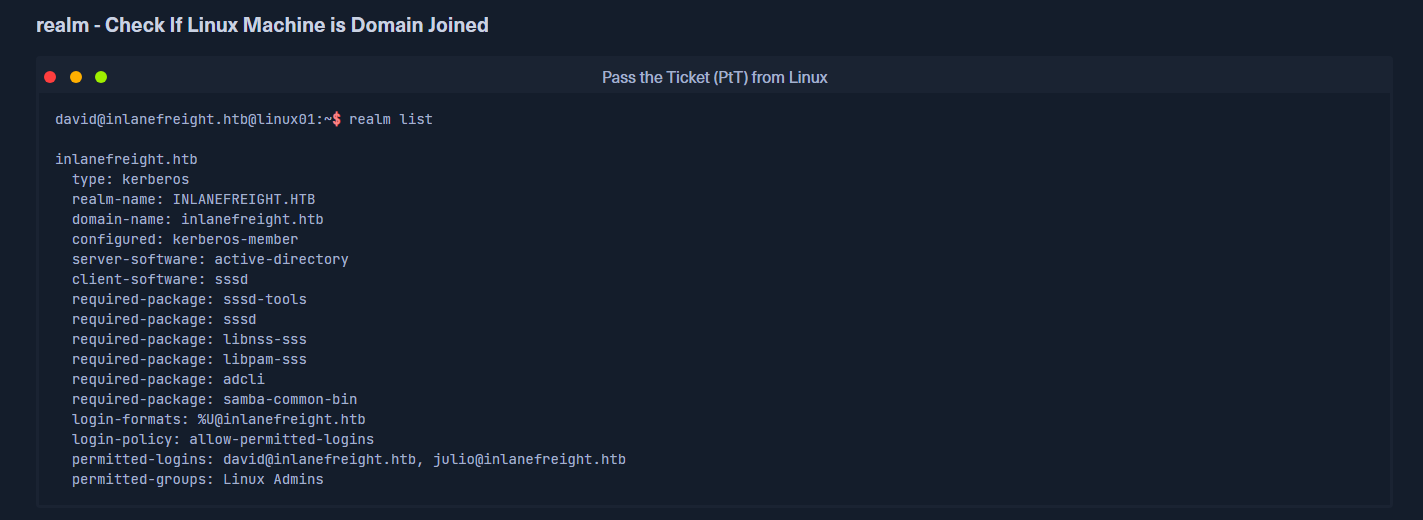 realm - Check If Linux Machine is Domain Joined
Pass the Ticket (PtT) from Linux
david@inlanefreight.htb@linux01:~$ realm list
inlanefreight.htb
type: kerberos
realm-name: INLANEFREIGHT.HTB
domain-name: inlanefreight.htb
configured: kerberos-member
server-software: active-directory
client-software: sssd
required-package: sssd-tools
required-package: sssd
required-package: libnss-sss
required-package: libpam-sss
required-package: adcli
required-package: samba-common-bin
login-formats: %U@inlanefreight.htb
login-policy: allow-permitted-logins
permitted-logins: david@inlanefreight.htb, julio@inlanefreight.htb
permitted-groups: Linux Admins